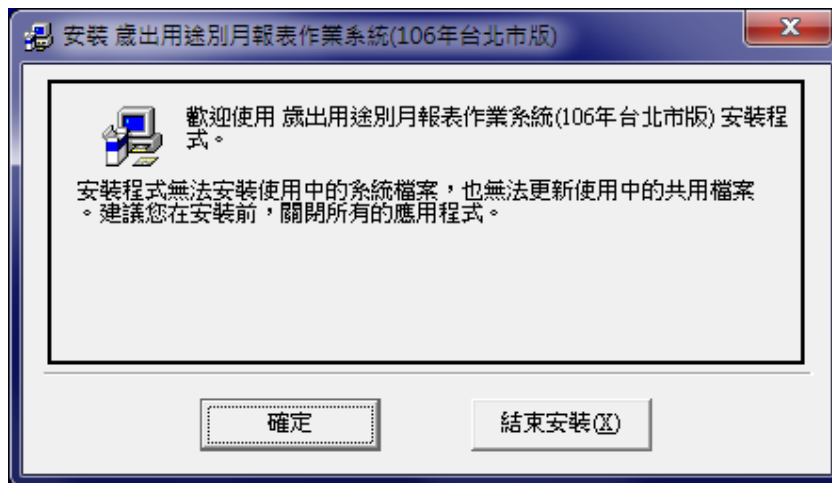 安裝 歲出用途別月報表作業系統(106年台北市版)
歡迎使用 歲出用途別月報表作業系統(106年台北市版) 安裝程
式。
安裝程式無法安裝使用中的系統檔案，也無法更新使用中的共用檔案
。建議您在安裝前，關閉所有的應用程式。
確定
結束安裝(X)